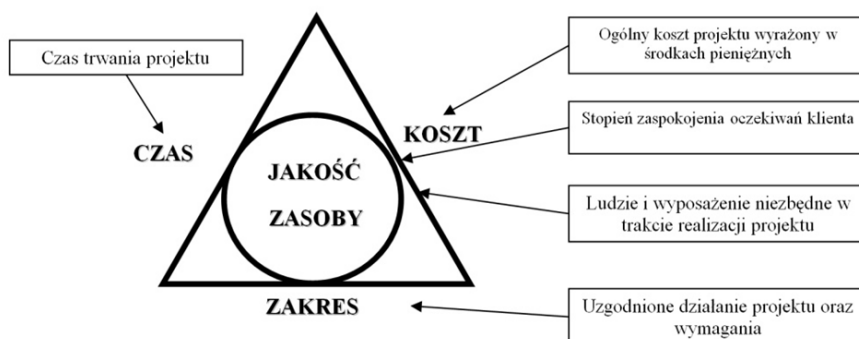 Czas trwania projektu
CZAS
JAKOŚĆ
ZASOBY
KOSZT
ZAKRES
Ogólny koszt projektu wyrażony w
środkach pieniężnych
Stopień zaspokojenia oczekiwań klienta
Ludzie i wyposażenie niezbędne w
trakcie realizacji projektu
Uzgodnione działanie projektu oraz
wymagania